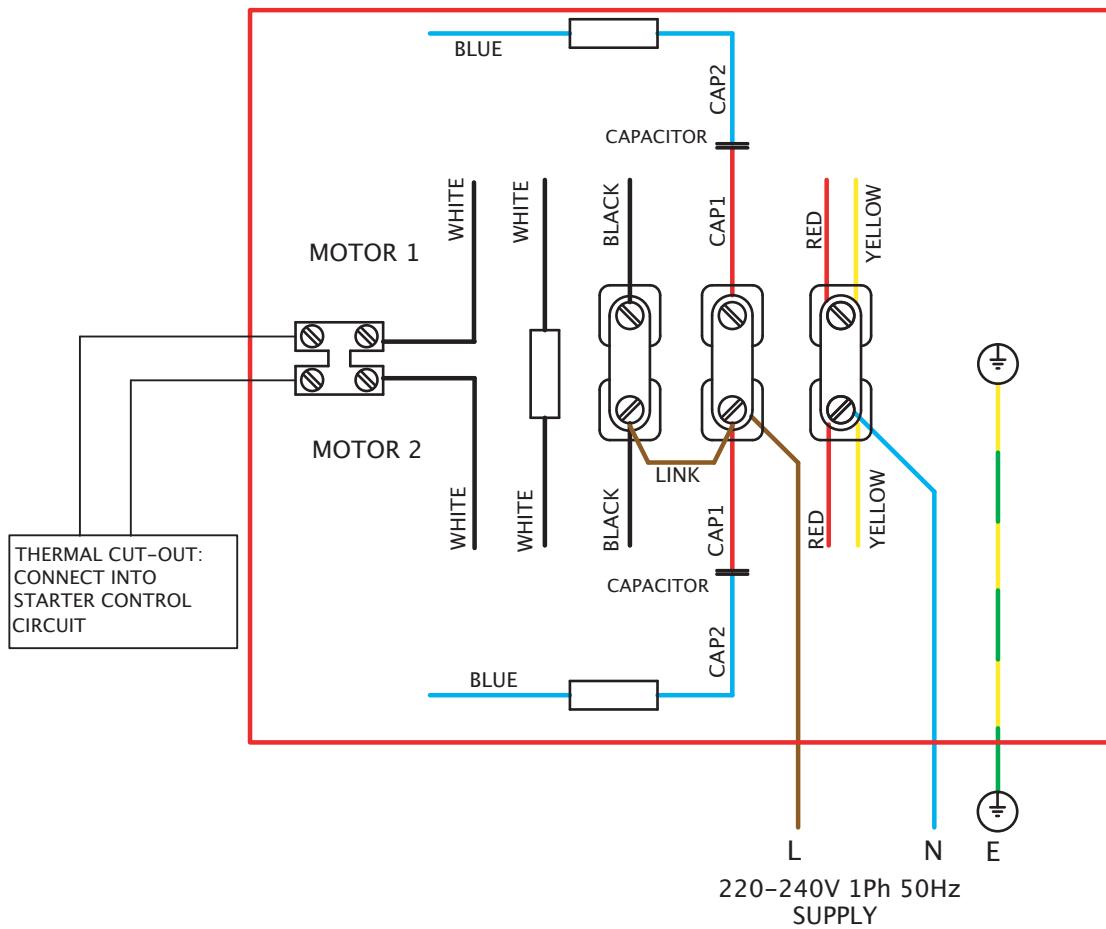 BLUE
CAP2
CAPACITOR
WHITE
WHITE
BLACK
CAP1
RED
YELLOW
MOTOR 1
MOTOR 2
LINK
WHITE
WHITE
BLACK
CAP1
RED
YELLOW
THERMAL CUT-OUT:
CONNECT INTO
STARTER CONTROL
CIRCUIT
CAPACITOR
CAP2
BLUE
L
N
E
220-240V 1Ph 50Hz
SUPPLY